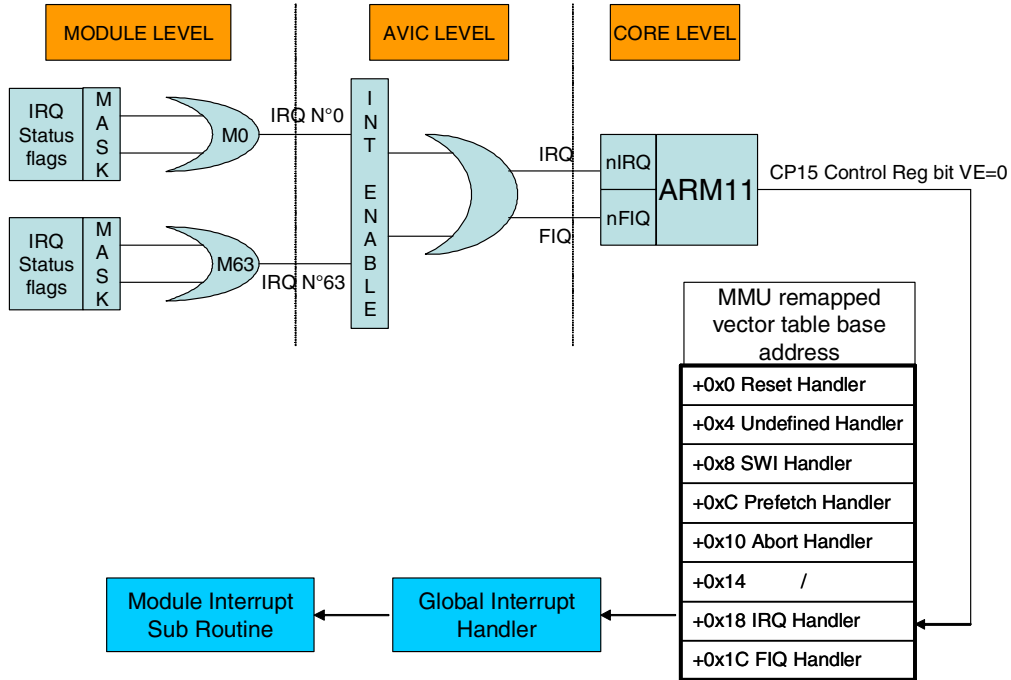 MODULE LEVEL
AVIC LEVEL
CORE LEVEL
IRQ
Status
flags
M
A
S
K
M0
IRQ N°0
IRQ
Status
flags
M
A
S
K
M63
IRQ N°63
I
N
T
E
N
A
B
L
E
IRQ
FIQ
nIRQ
nFIQ
ARM11
CP15 Control Reg bit VE=0
MMU remapped
vector table base
address
+0x0 Reset Handler
+0x4 Undefined Handler
+0x8 SWI Handler
+0xC Prefetch Handler
+0x10 Abort Handler
+0x14 /
+0x18 IRQ Handler
+0x1C FIQ Handler
Global Interrupt
Handler
Module Interrupt
Sub Routine